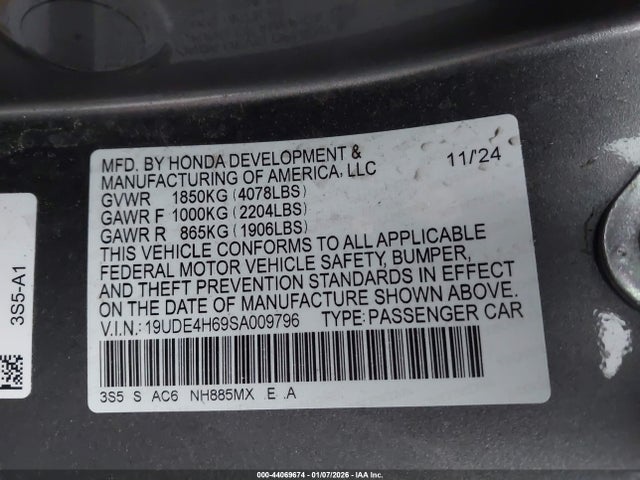 MFD. BY HONDA DEVELOPMENT &
MANUFACTURING OF AMERICA, LLC 11/'24
GVWR 1850KG (4078LBS)
GAWR F 1000KG (2204LBS)
GAWR R 865KG (1906LBS)
THIS VEHICLE CONFORMS TO ALL APPLICABLE
FEDERAL MOTOR VEHICLE SAFETY, BUMPER,
AND THEFT PREVENTION STANDARDS IN EFFECT
ON THE DATE OF MANUFACTURE SHOWN ABOVE.
V.I.N.: 19UDE4H69SA009796 TYPE: PASSENGER CAR
3S5 S AC6 NH885MX .E .A
3S5-A1
000-44069674 | 01/07/2026 | Copyright © IAA, Inc.